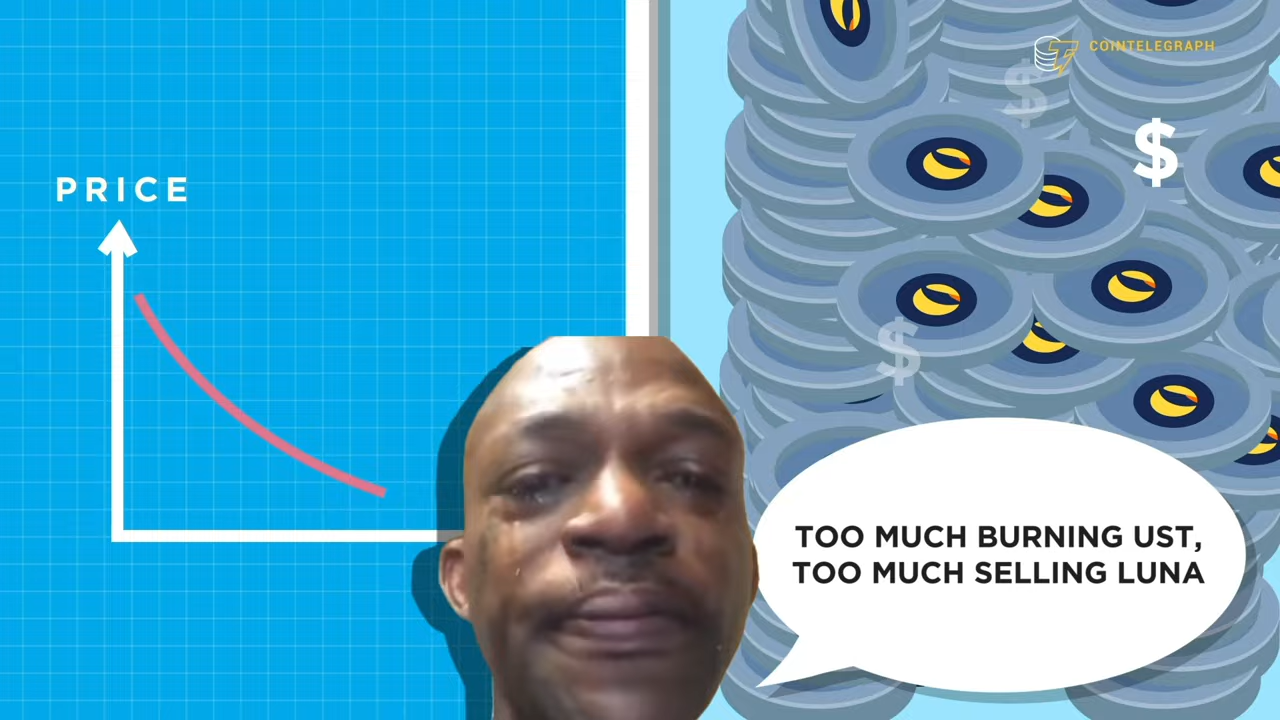 COINTELEGRAPH
PRICE
TOO MUCH BURNING UST,
TOO MUCH SELLING LUNA